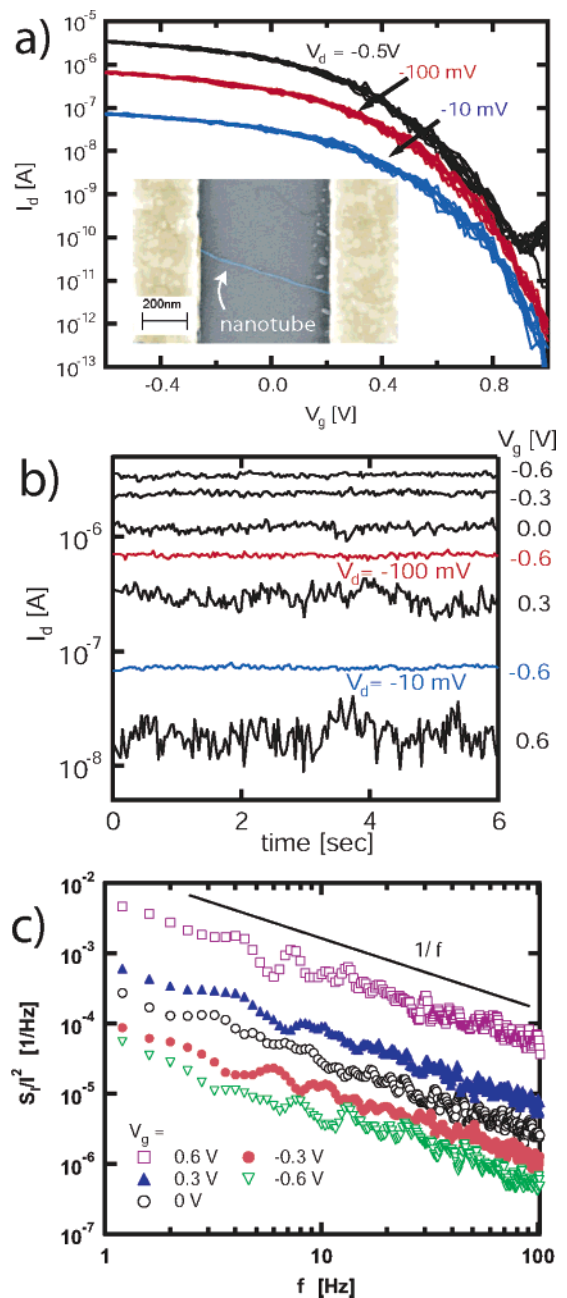 a)
V_d = -0.5V
-100 mV
-10 mV
I_d [A]
10^-5
10^-6
10^-7
10^-8
10^-9
10^-10
10^-11
10^-12
10^-13
200nm
nanotube
-0.4
0.0
0.4
0.8
V_g [V]
b)
V_g [V]
-0.6
-0.3
0.0
-0.6
V_d= -100 mV
0.3
V_d= -10 mV
-0.6
0.6
I_d [A]
10^-6
10^-7
10^-8
0
2
4
6
time [sec]
c)
S_I/I^2 [1/Hz]
10^-2
10^-3
10^-4
10^-5
10^-6
10^-7
1/f
V_g =
0.6 V
-0.3 V
0.3 V
-0.6 V
0 V
1
10
100
f [Hz]